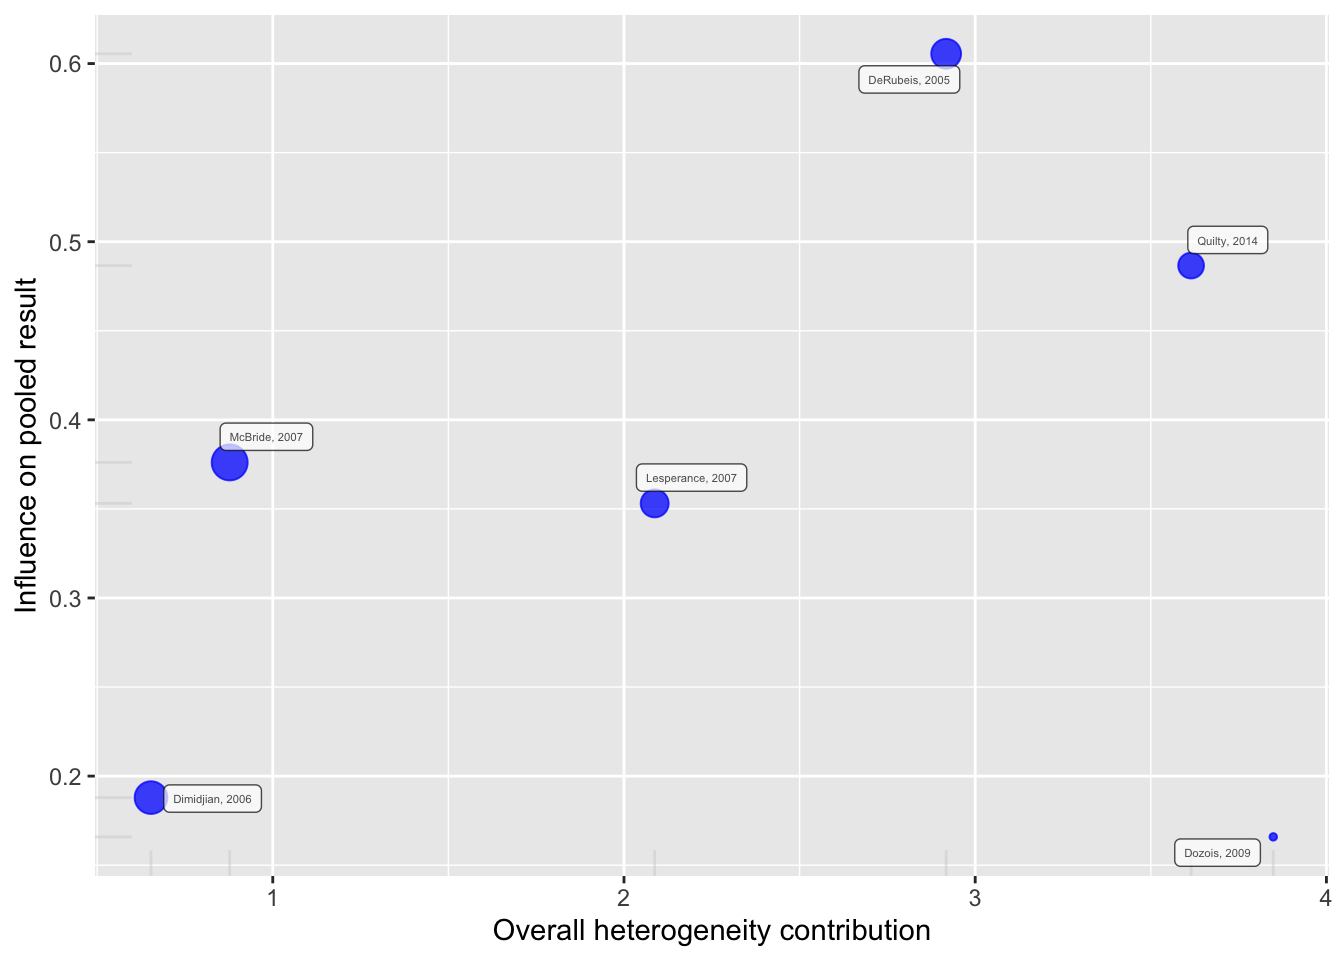 0.6
DeRubeis, 2005
Quilty, 2014
0.5
McBride, 2007
0.4
Lesperance, 2007
Influence on pooled result
0.3
0.2
Dimidjian, 2006
Dozois, 2009
1
2
3
4
Overall heterogeneity contribution